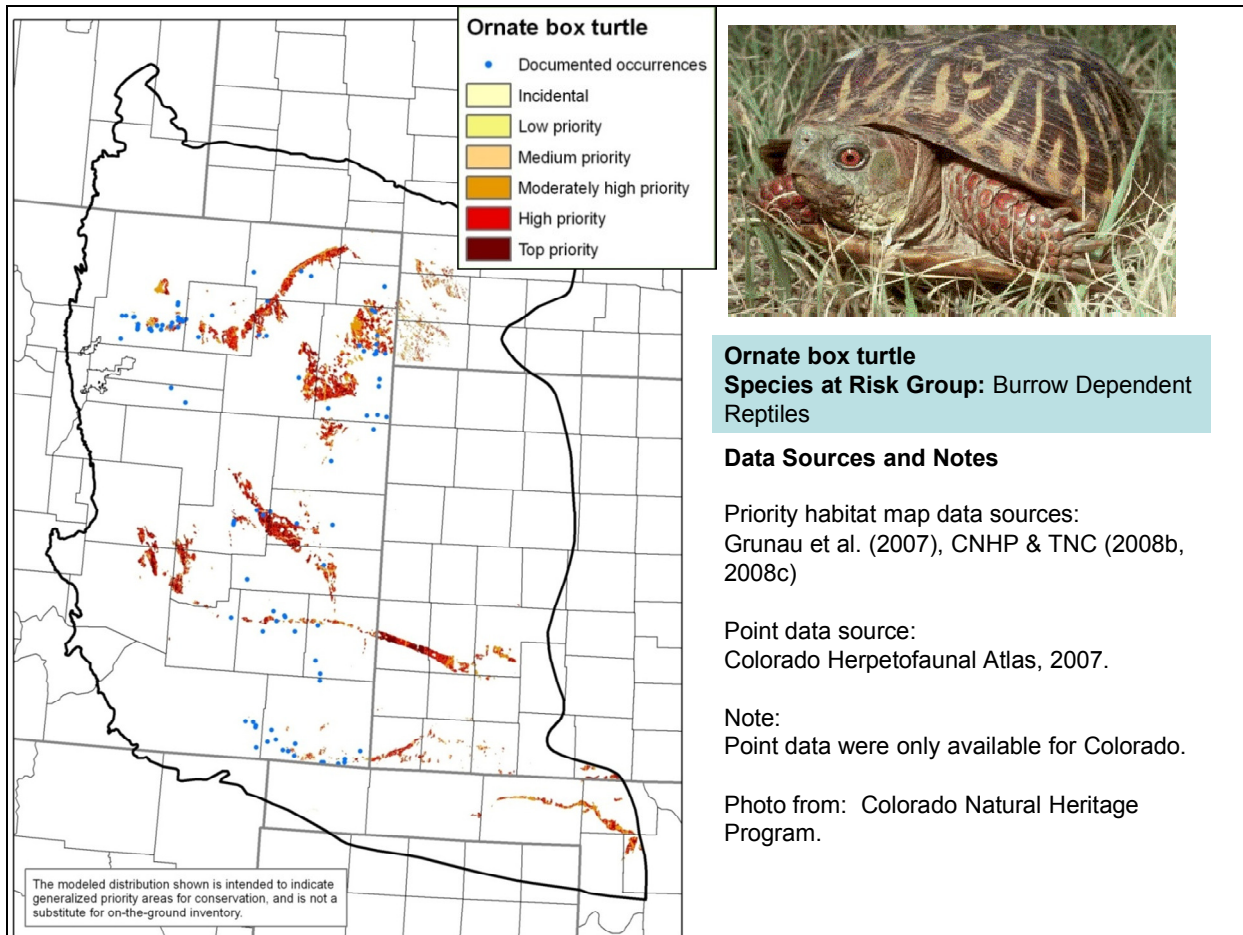 Ornate box turtle
Documented occurrences
Incidental
Low priority
Medium priority
Moderately high priority
High priority
Top priority
The modeled distribution shown is intended to indicate
generalized priority areas for conservation, and is not a
substitute for on-the-ground inventory.
Ornate box turtle
Species at Risk Group: Burrow Dependent
Reptiles
Data Sources and Notes
Priority habitat map data sources:
Grunau et al. (2007), CNHP & TNC (2008b,
2008c)
Point data source:
Colorado Herpetofaunal Atlas, 2007.
Note:
Point data were only available for Colorado.
Photo from:  Colorado Natural Heritage
Program.